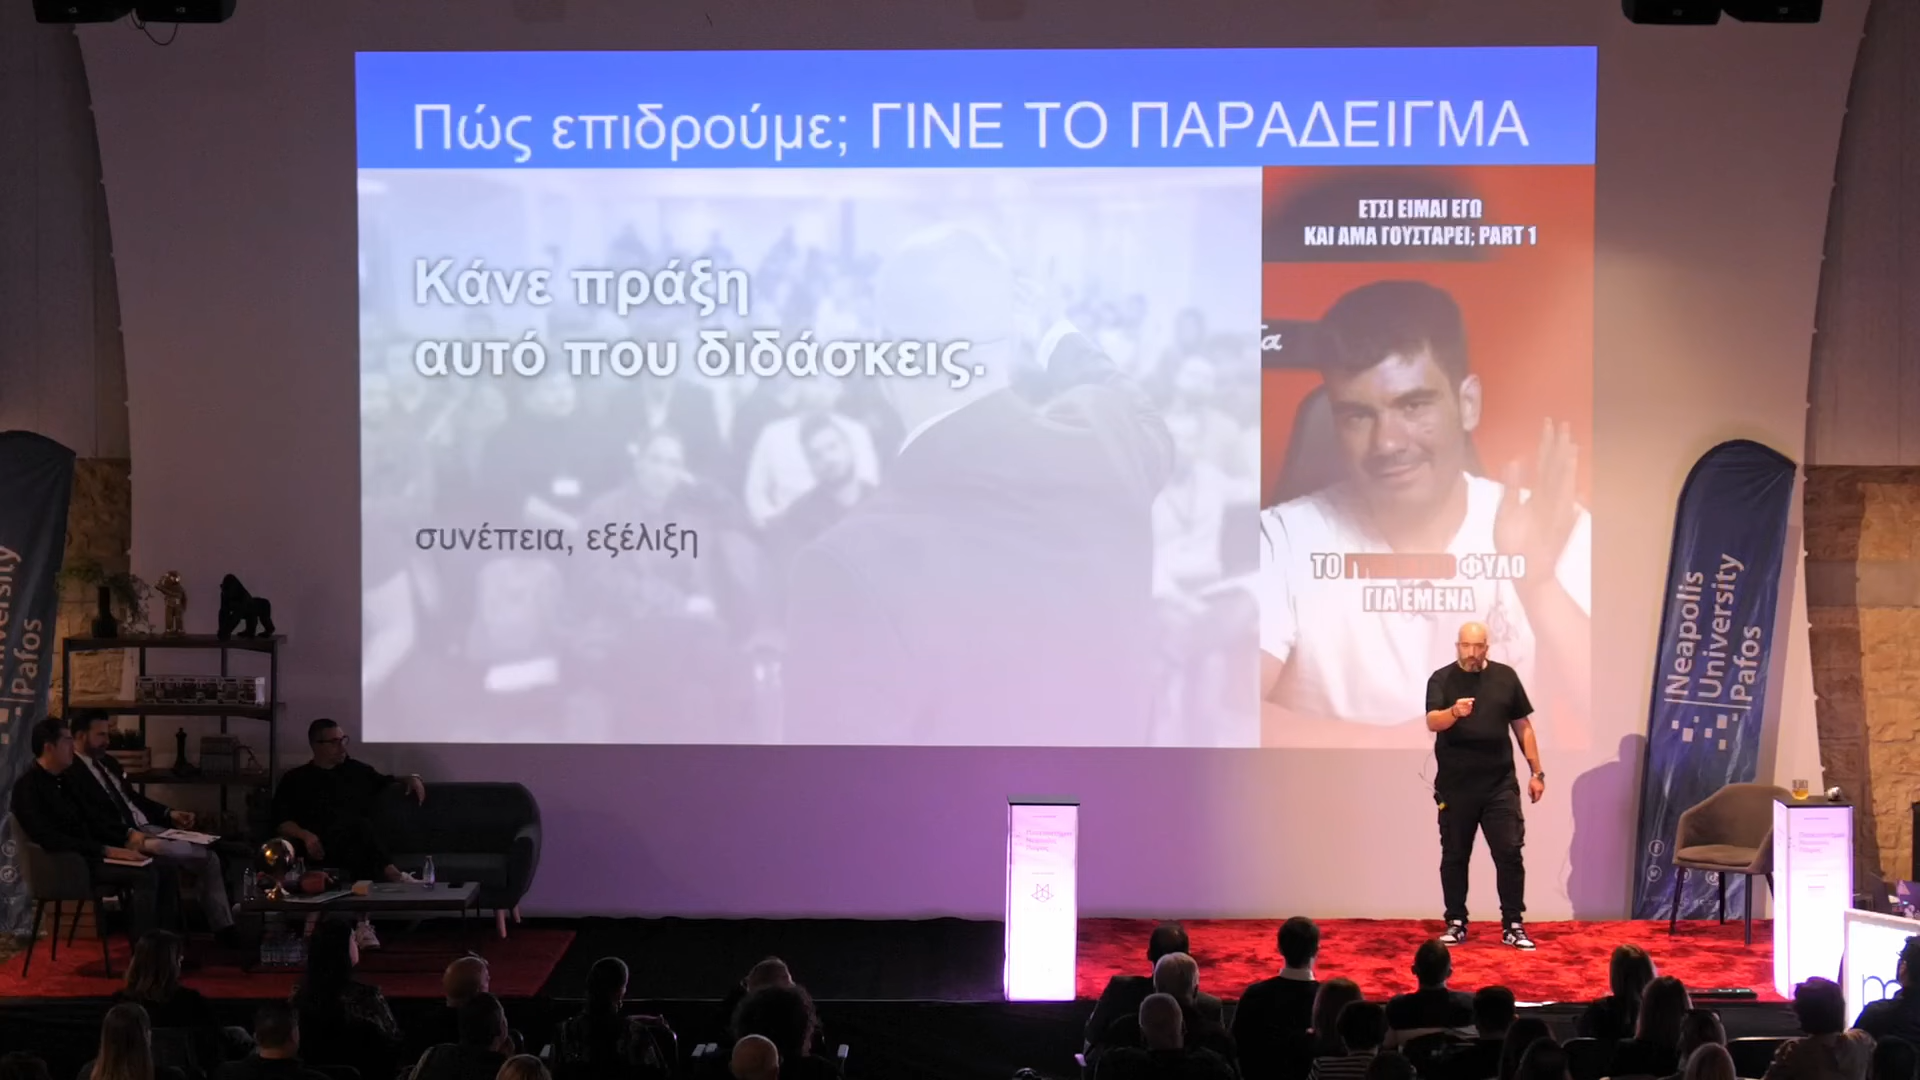 Πώς επιδρούμε; ΓΙΝΕ ΤΟ ΠΑΡΑΔΕΙΓΜΑ
Κάνε πράξη
αυτό που διδάσκεις.
συνέπεια, εξέλιξη
ΕΤΣΙ ΕΙΜΑΙ ΕΓΩ
ΚΑΙ ΑΜΑ ΓΟΥΣΤΑΡΕΙ; PART 1
τα
ΤΟ ΦΥΛΟ
ΓΙΑ ΕΜΕΝΑ
University
Pafos
Neapolis
University
Pafos